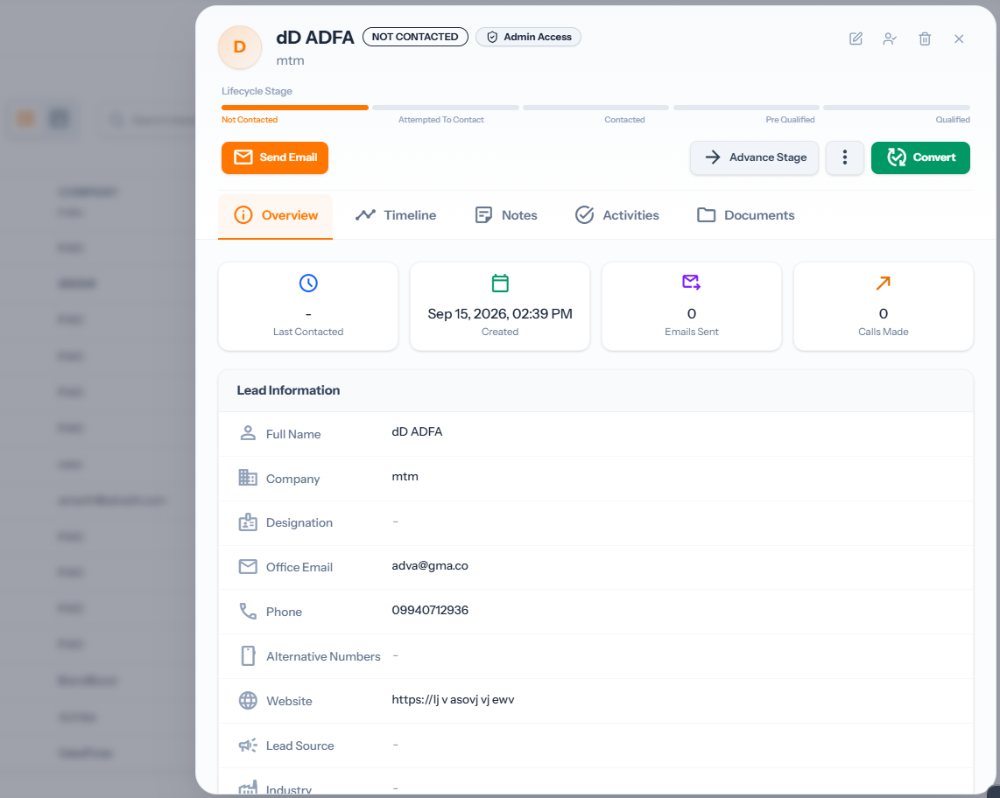 D
dD ADFA
NOT CONTACTED
Admin Access
mtm
Lifecycle Stage
Not Contacted
Attempted To Contact
Contacted
Pre Qualified
Qualified
Send Email
Advance Stage
Convert
Overview
Timeline
Notes
Activities
Documents
-
Last Contacted
Sep 15, 2026, 02:39 PM
Created
0
Emails Sent
0
Calls Made
Lead Information
Full Name dD ADFA
Company mtm
Designation -
Office Email adva@gma.co
Phone 09940712936
Alternative Numbers -
Website https://lj v asovj vj ewv
Lead Source -
Industry -